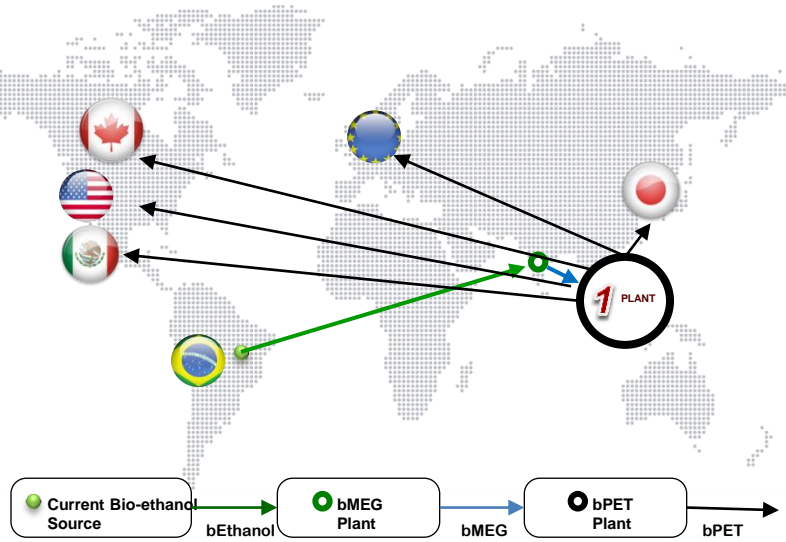 1 PLANT
Current Bio-ethanol
Source
bEthanol
bMEG
Plant
bMEG
bPET
Plant
bPET